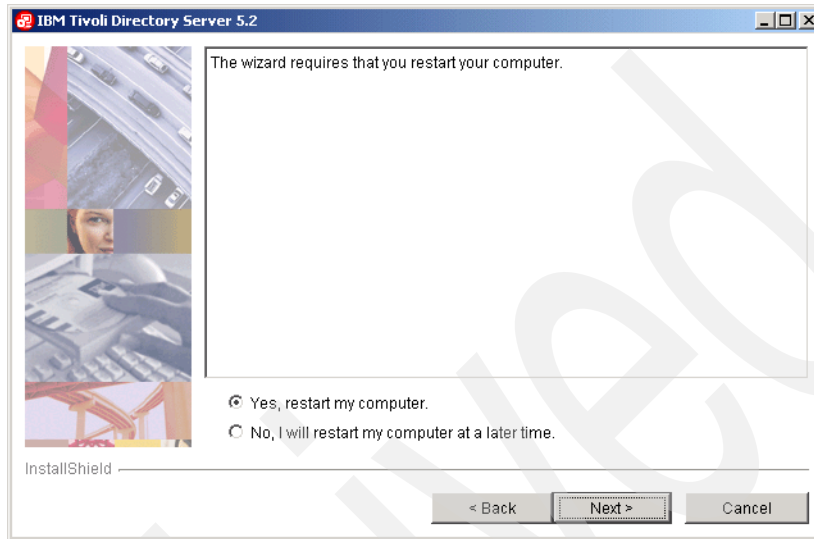 IBM Tivoli Directory Server 5.2
The wizard requires that you restart your computer.
Yes, restart my computer.
No, I will restart my computer at a later time.
InstallShield
< Back
Next >
Cancel